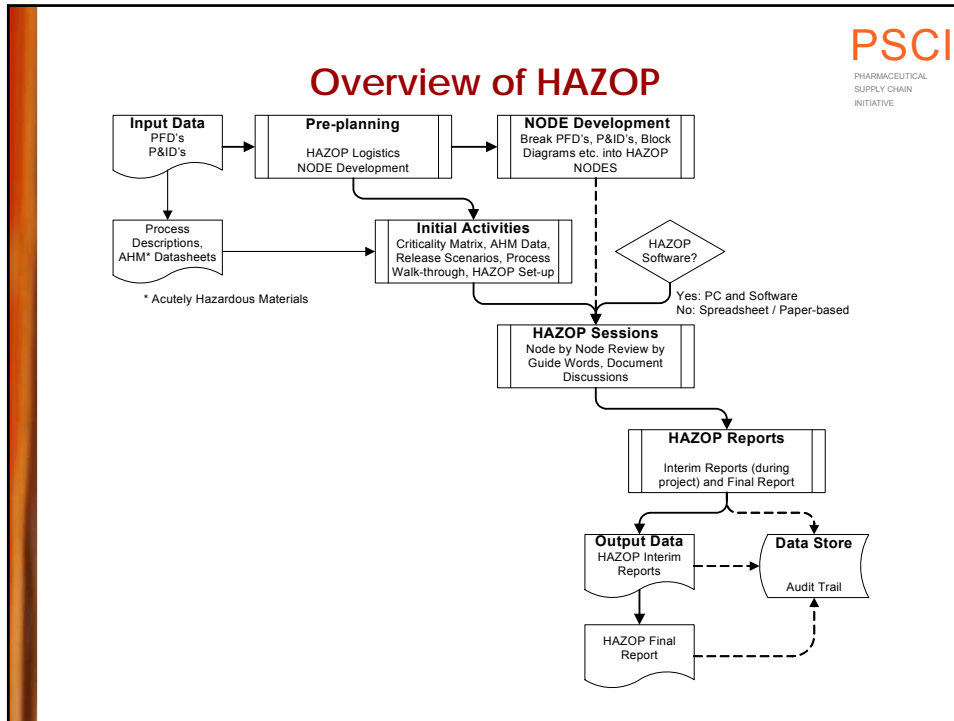 PSCI
PHARMACEUTICAL
SUPPLY CHAIN
INITIATIVE
Overview of HAZOP
Input Data
PFD's
P&ID's
Pre-planning
HAZOP Logistics
NODE Development
NODE Development
Break PFD's, P&ID's, Block
Diagrams etc. into HAZOP
NODES
Process
Descriptions,
AHM* Datasheets
Initial Activities
Criticality Matrix, AHM Data,
Release Scenarios, Process
Walk-through, HAZOP Set-up
HAZOP
Software?
* Acutely Hazardous Materials
Yes: PC and Software
No: Spreadsheet / Paper-based
HAZOP Sessions
Node by Node Review by
Guide Words, Document
Discussions
HAZOP Reports
Interim Reports (during
project) and Final Report
Output Data
HAZOP Interim
Reports
Data Store
Audit Trail
HAZOP Final
Report